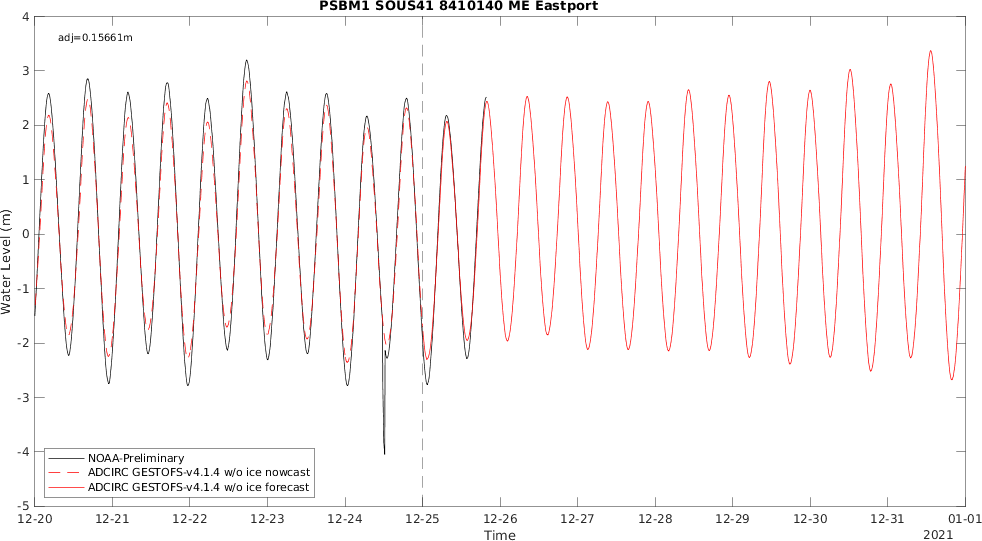 PSBM1 SOUS41 8410140 ME Eastport
adj=0.15661m
4
3
2
1
0
-1
-2
-3
-4
-5
Water Level (m)
NOAA-Preliminary
ADCIRC GESTOFS-v4.1.4 w/o ice nowcast
ADCIRC GESTOFS-v4.1.4 w/o ice forecast
12-20 12-21 12-22 12-23 12-24 12-25 12-26 12-27 12-28 12-29 12-30 12-31 01-01
Time 2021